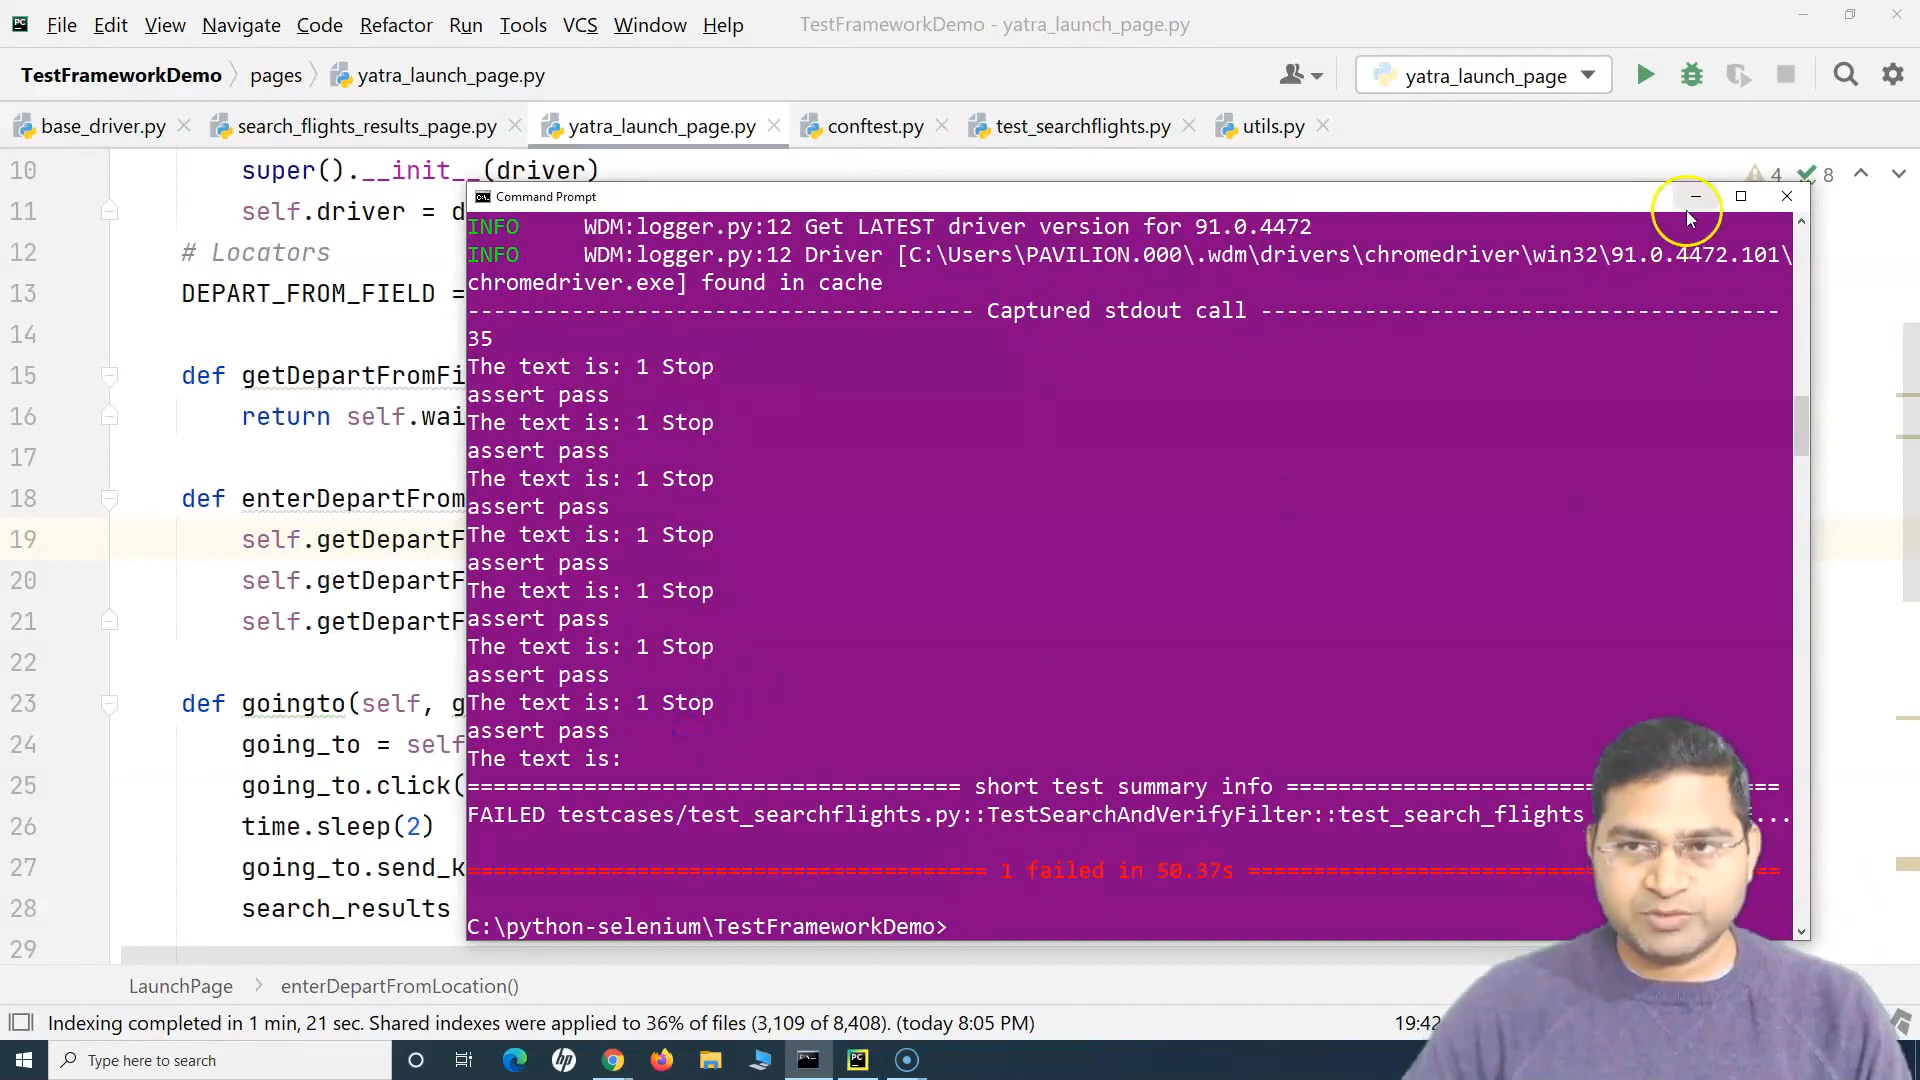 File Edit View Navigate Code Refactor Run Tools VCS Window Help TestFrameworkDemo - yatra_launch_page.py
TestFrameworkDemo pages yatra_launch_page.py yatra_launch_page
base_driver.py search_flights_results_page.py yatra_launch_page.py conftest.py test_searchflights.py utils.py
4 8
10 super().__init__(driver)
11 self.driver = d
12 # Locators
13 DEPART_FROM_FIELD =
14
15 def getDepartFromFi
16 return self.wai
17
18 def enterDepartFrom
19 self.getDepartF
20 self.getDepartF
21 self.getDepartF
22
23 def goingto(self, g
24 going_to = self
25 going_to.click(
26 time.sleep(2)
27 going_to.send_k
28 search_results
29
Command Prompt
INFO WDM:logger.py:12 Get LATEST driver version for 91.0.4472
INFO WDM:logger.py:12 Driver [C:\Users\PAVILION.000\.wdm\drivers\chromedriver\win32\91.0.4472.101\
chromedriver.exe] found in cache
--------------------------------------- Captured stdout call ----------------------------------------
35
The text is: 1 Stop
assert pass
The text is: 1 Stop
assert pass
The text is: 1 Stop
assert pass
The text is: 1 Stop
assert pass
The text is: 1 Stop
assert pass
The text is: 1 Stop
assert pass
The text is: 1 Stop
assert pass
The text is:
====================================== short test summary info ======================================
FAILED testcases/test_searchflights.py::TestSearchAndVerifyFilter::test_search_flights ...
======================================== 1 failed in 50.37s =========================================
C:\python-selenium\TestFrameworkDemo>
LaunchPage enterDepartFromLocation()
Indexing completed in 1 min, 21 sec. Shared indexes were applied to 36% of files (3,109 of 8,408). (today 8:05 PM) 19:42
Type here to search